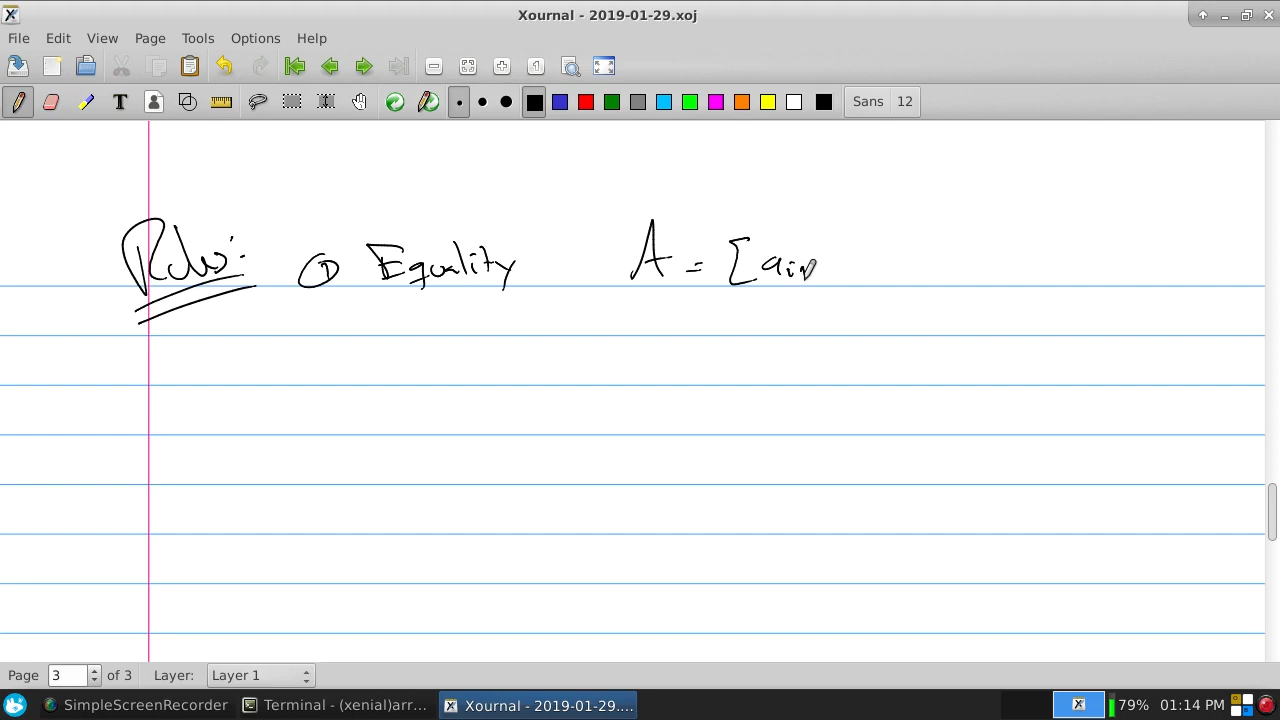 Xournal - 2019-01-29.xoj
File Edit View Page Tools Options Help
Sans 12
Rules: ① Equality A = [ai
Page 3 of 3 Layer: Layer 1
SimpleScreenRecorder Terminal - (xenial)arr... Xournal - 2019-01-29.... 79% 01:14 PM